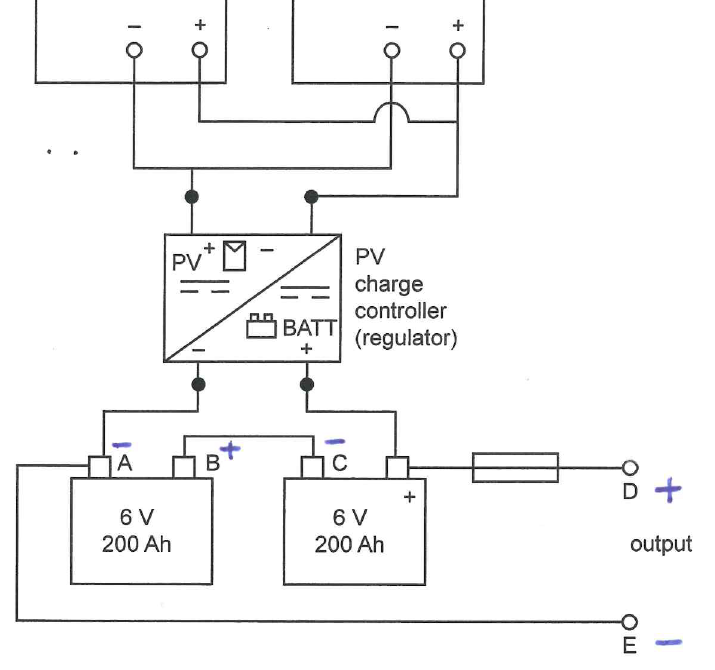 − + − +
PV + − PV
charge
controller
BATT (regulator)
− +
− − 
A B + C
+ D +
6 V 6 V
200 Ah 200 Ah output
E −